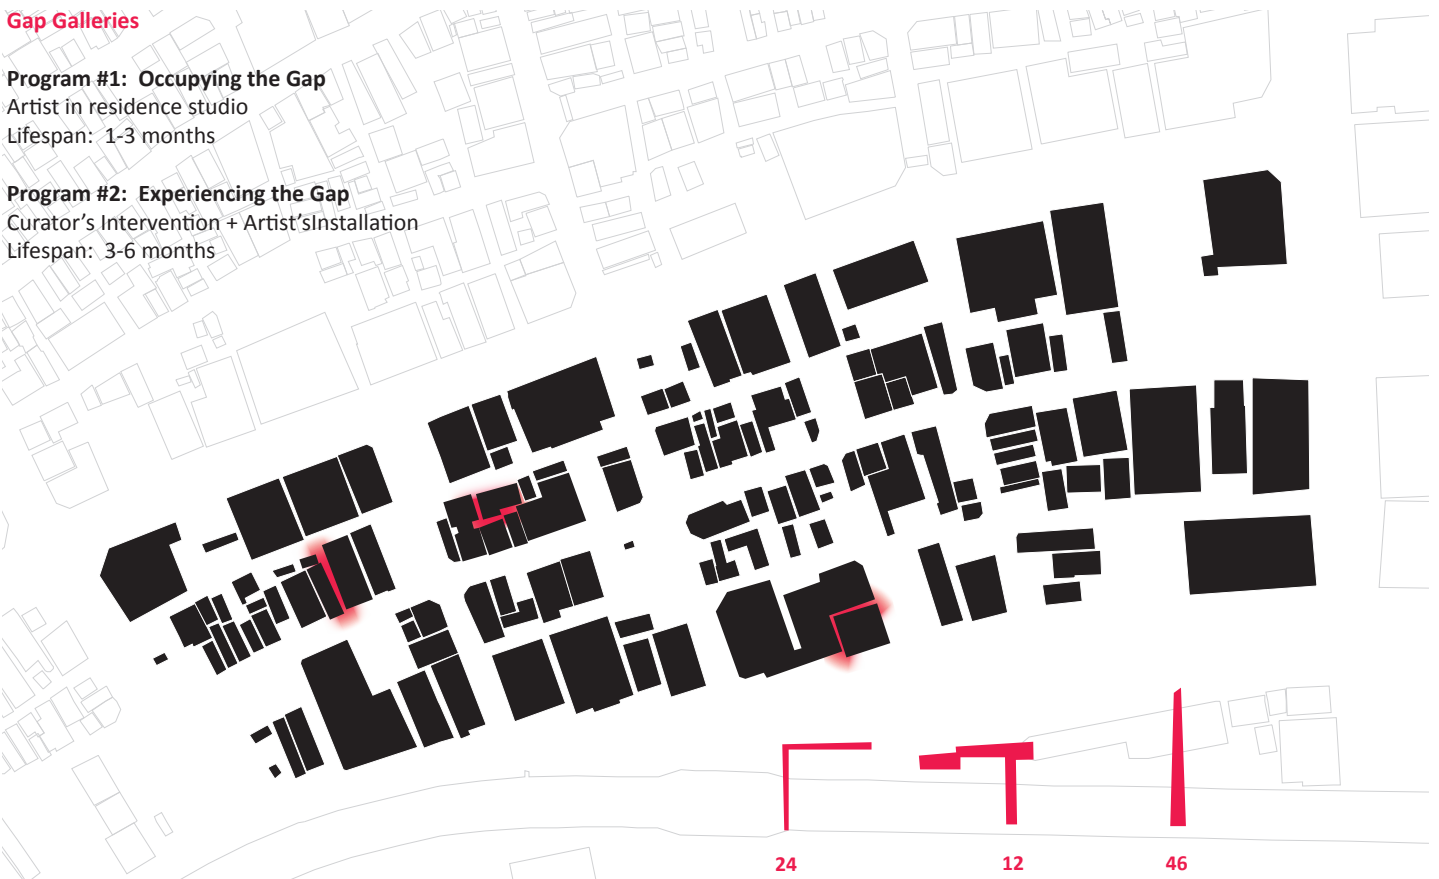 Gap Galleries
Program #1:  Occupying the Gap
Artist in residence studio
Lifespan:  1-3 months
Program #2:  Experiencing the Gap
Curator’s Intervention + Artist’sInstallation
Lifespan:  3-6 months
24
12
46